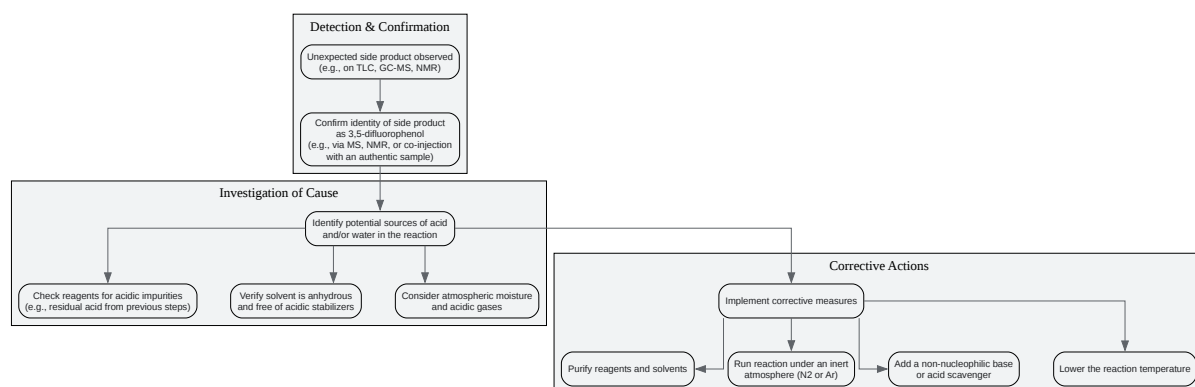 Detection & Confirmation
Unexpected side product observed
(e.g., on TLC, GC-MS, NMR)
Confirm identity of side product
as 3,5-difluorophenol
(e.g., via MS, NMR, or co-injection
with an authentic sample)
Investigation of Cause
Identify potential sources of acid
and/or water in the reaction
Check reagents for acidic impurities
(e.g., residual acid from previous steps)
Verify solvent is anhydrous
and free of acidic stabilizers
Consider atmospheric moisture
and acidic gases
Corrective Actions
Implement corrective measures
Purify reagents and solvents
Run reaction under an inert
atmosphere (N2 or Ar)
Add a non-nucleophilic base
or acid scavenger
Lower the reaction temperature